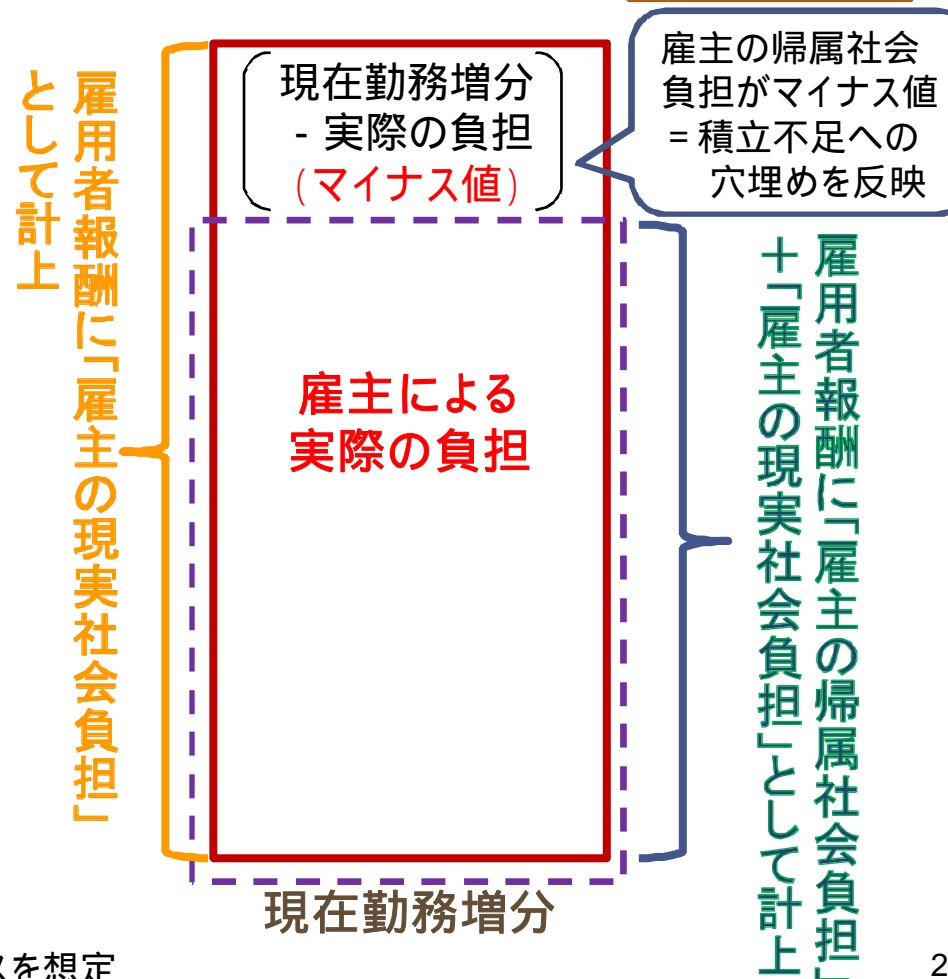 雇用者報酬に「雇主の現実社会負担」
として計上
現在勤務増分
- 実際の負担
(マイナス値)
雇主の帰属社会
負担がマイナス値
=積立不足への
穴埋めを反映
雇主による
実際の負担
雇用者報酬に「雇主の帰属社会負担」
+「雇主の現実社会負担」として計上
現在勤務増分
スを想定
2